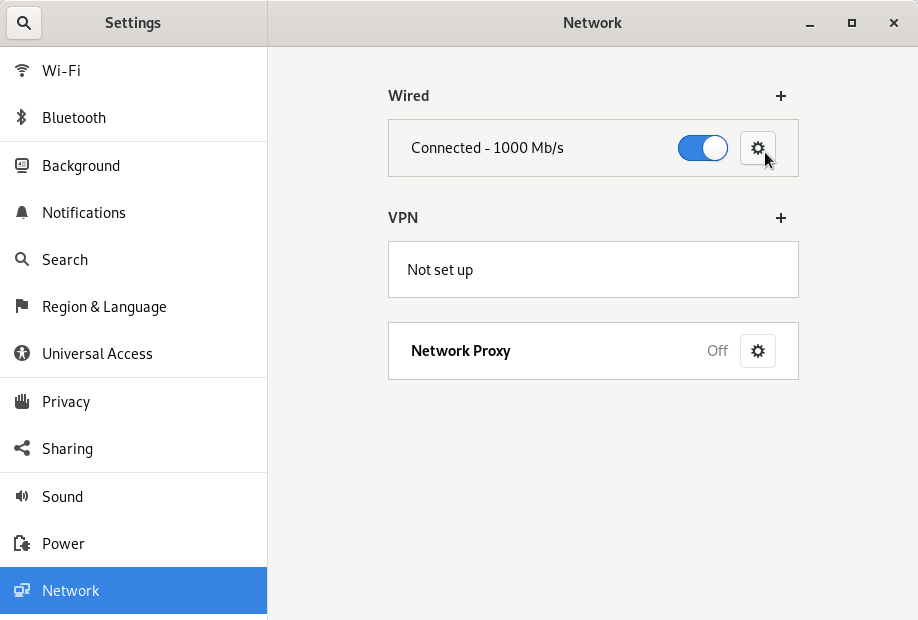 Settings
Network
Wi-Fi
Bluetooth
Background
Notifications
Search
Region & Language
Universal Access
Privacy
Sharing
Sound
Power
Network
Wired
Connected - 1000 Mb/s
VPN
Not set up
Network Proxy Off